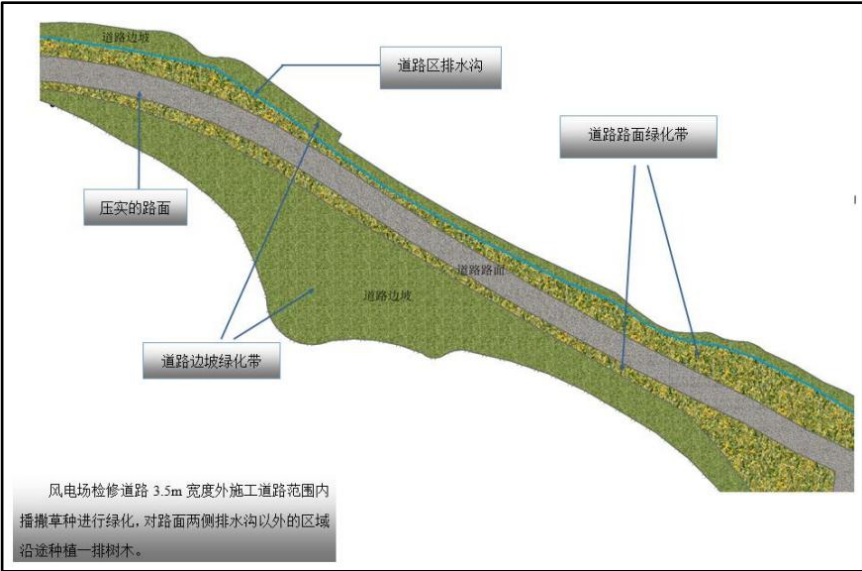 道路边坡
道路区排水沟
道路路面绿化带
压实的路面
道路路面
道路边坡
道路边坡绿化带
风电场检修道路 3.5m 宽度外施工道路范围内
播撒草种进行绿化，对路面两侧排水沟以外的区域
沿途种植一排树木。